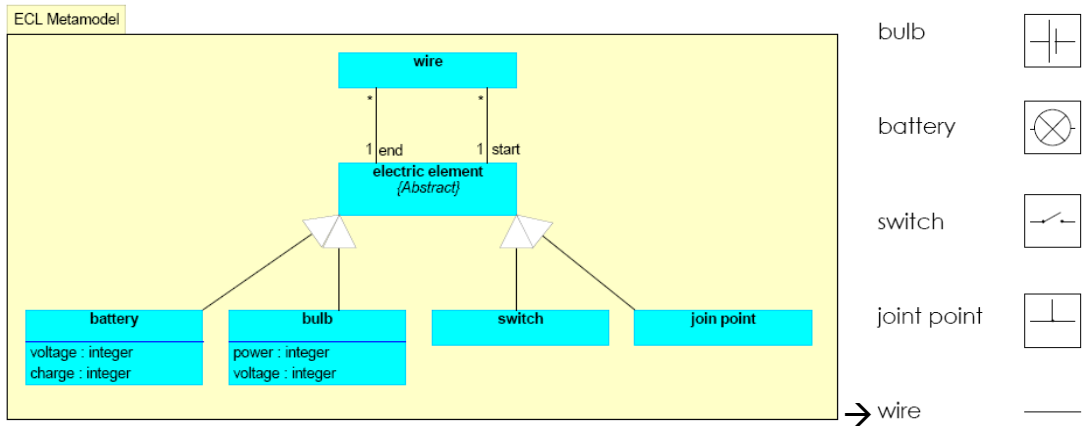 ECL Metamodel
wire
* *
1 end 1 start
electric element
{Abstract}
battery
voltage : integer
charge : integer
bulb
power : integer
voltage : integer
switch
join point
bulb
battery
switch
joint point
→ wire